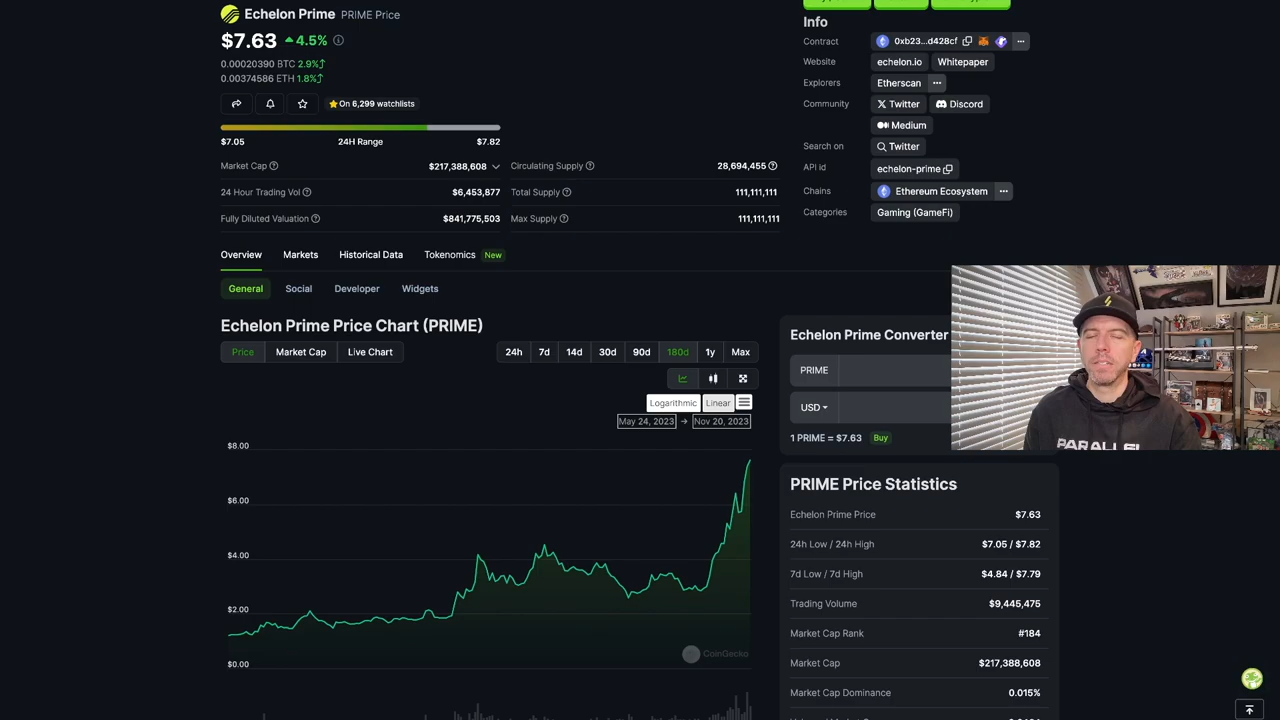 Echelon Prime PRIME Price
$7.63 4.5%
0.00020390 BTC 2.9%
0.00374586 ETH 1.8%
On 6,299 watchlists
$7.05 24H Range $7.82
Market Cap $217,388,608
Circulating Supply 28,694,455
24 Hour Trading Vol $6,453,877
Total Supply 111,111,111
Fully Diluted Valuation $841,775,503
Max Supply 111,111,111
Info
Contract 0xb23...d428cf
Website echelon.io Whitepaper
Explorers Etherscan
Community Twitter Discord
Medium
Search on Twitter
API id echelon-prime
Chains Ethereum Ecosystem
Categories Gaming (GameFi)
Overview Markets Historical Data Tokenomics New
General Social Developer Widgets
Echelon Prime Price Chart (PRIME)
Price Market Cap Live Chart
24h 7d 14d 30d 90d 180d 1y Max
Logarithmic Linear
May 24, 2023 → Nov 20, 2023
$8.00
$6.00
$4.00
$2.00
$0.00
CoinGecko
Echelon Prime Converter
PRIME
USD
1 PRIME = $7.63 Buy
PARALLEL
PRIME Price Statistics
Echelon Prime Price $7.63
24h Low / 24h High $7.05 / $7.82
7d Low / 7d High $4.84 / $7.79
Trading Volume $9,445,475
Market Cap Rank #184
Market Cap $217,388,608
Market Cap Dominance 0.015%